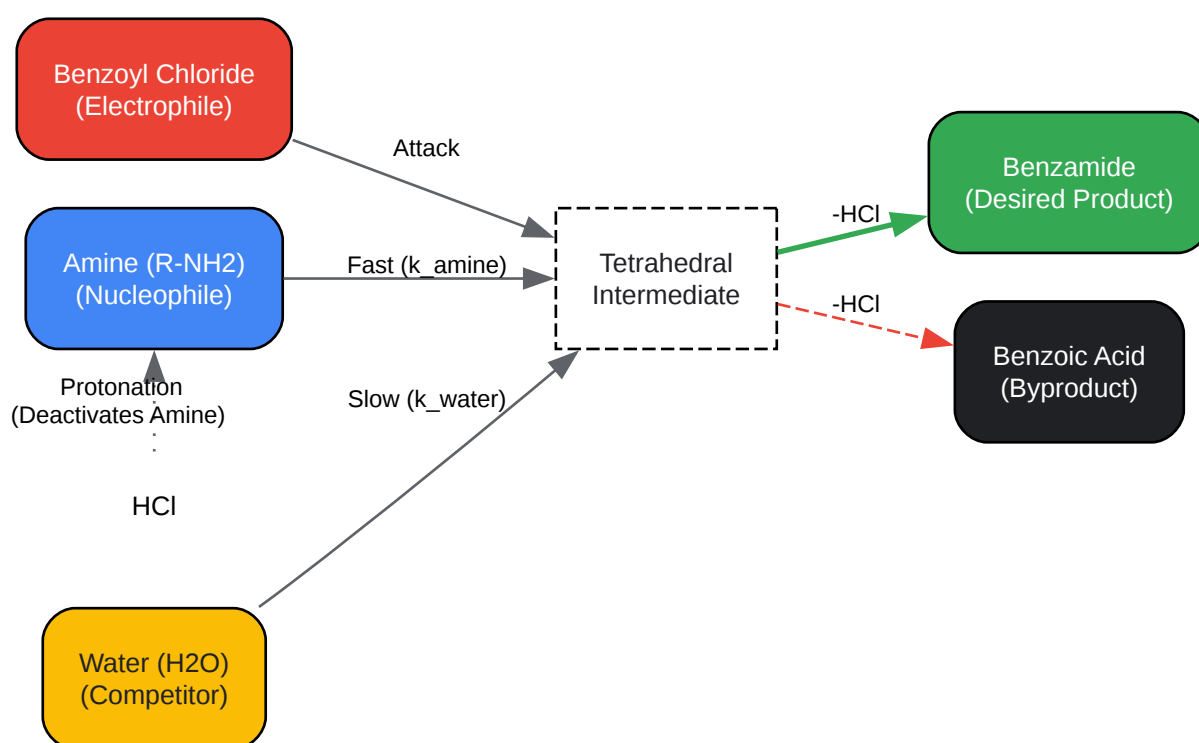 Benzoyl Chloride
(Electrophile)
Attack
Benzamide
(Desired Product)
-HCl
Amine (R-NH2)
(Nucleophile)
Fast (k_amine)
Tetrahedral
Intermediate
-HCl
Benzoic Acid
(Byproduct)
Protonation
(Deactivates Amine)
Slow (k_water)
HCl
Water (H2O)
(Competitor)